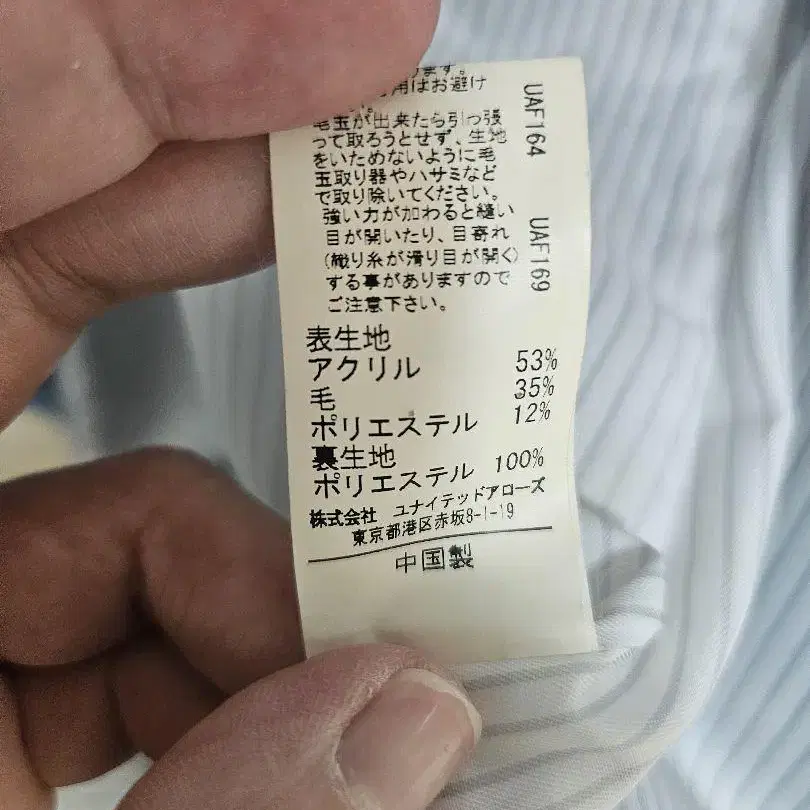 ます。
用はお避け
毛玉が出来たら引っ張
って取ろうとせず、生地
をいためないように毛
玉取り器やハサミなど
で取り除いてください。
強い力が加わると縫い
目が開いたり、目寄れ
(織り糸が滑り目が開く)
する事がありますので
ご注意下さい。
UAF164
UAF169
表生地
アクリル 53%
毛 35%
ポリエステル 12%
裏生地
ポリエステル 100%
株式会社 ユナイテッドアローズ
東京都港区赤坂8-1-19
中国製